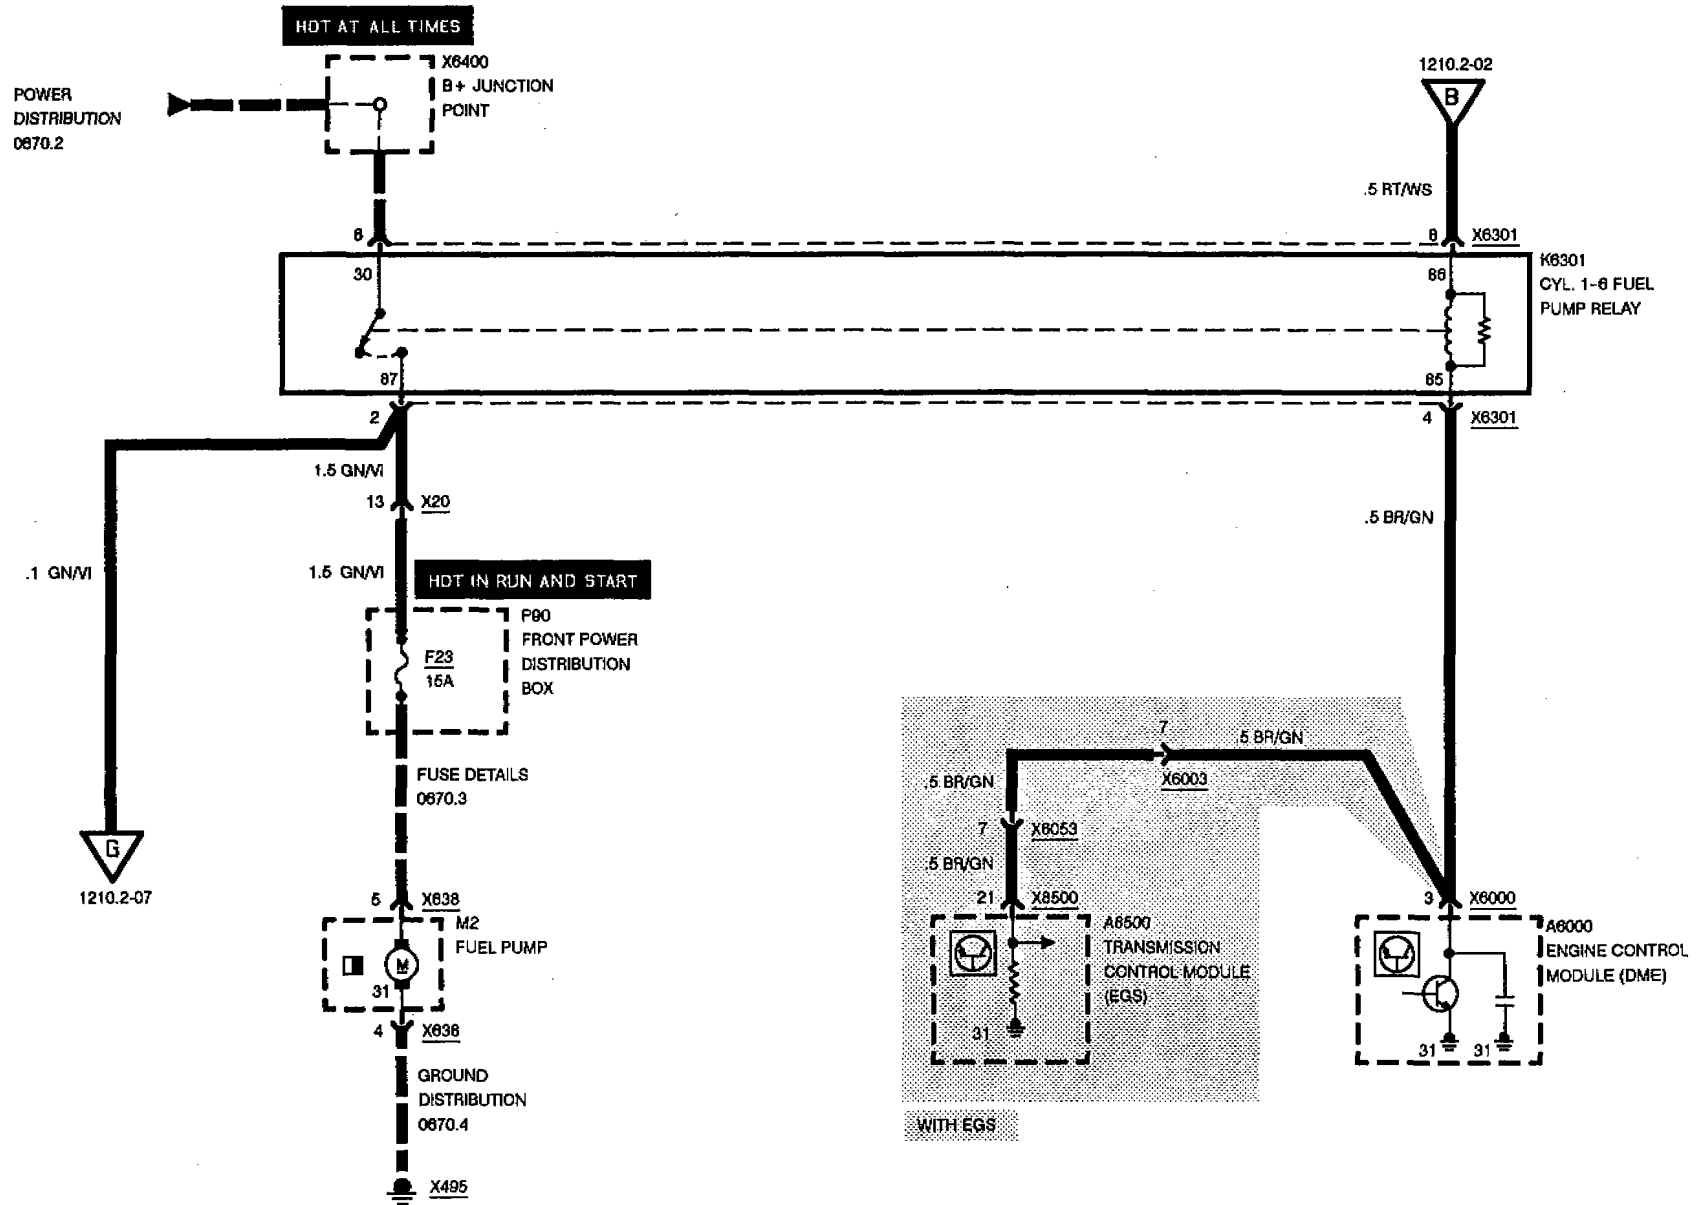 HOT AT ALL TIMES
X6400
B+ JUNCTION
POINT
POWER
DISTRIBUTION
0670.2
1210.2-02
B
.5 RT/WS
6
8
X6301
30
86
K6301
CYL. 1-6 FUEL
PUMP RELAY
87
85
2
4
X6301
1.5 GN/VI
13
X20
.5 BR/GN
.1 GN/VI
1.5 GN/VI
HOT IN RUN AND START
P90
FRONT POWER
DISTRIBUTION
BOX
F23
15A
7
.5 BR/GN
X6003
.5 BR/GN
FUSE DETAILS
0670.3
7
X6053
G
.5 BR/GN
1210.2-07
5
X638
21
X8500
3
X6000
M2
FUEL PUMP
M
31
A8500
TRANSMISSION
CONTROL MODULE
(EGS)
31
A6000
ENGINE CONTROL
MODULE (DME)
31
31
4
X638
GROUND
DISTRIBUTION
0670.4
WITH EGS
X495